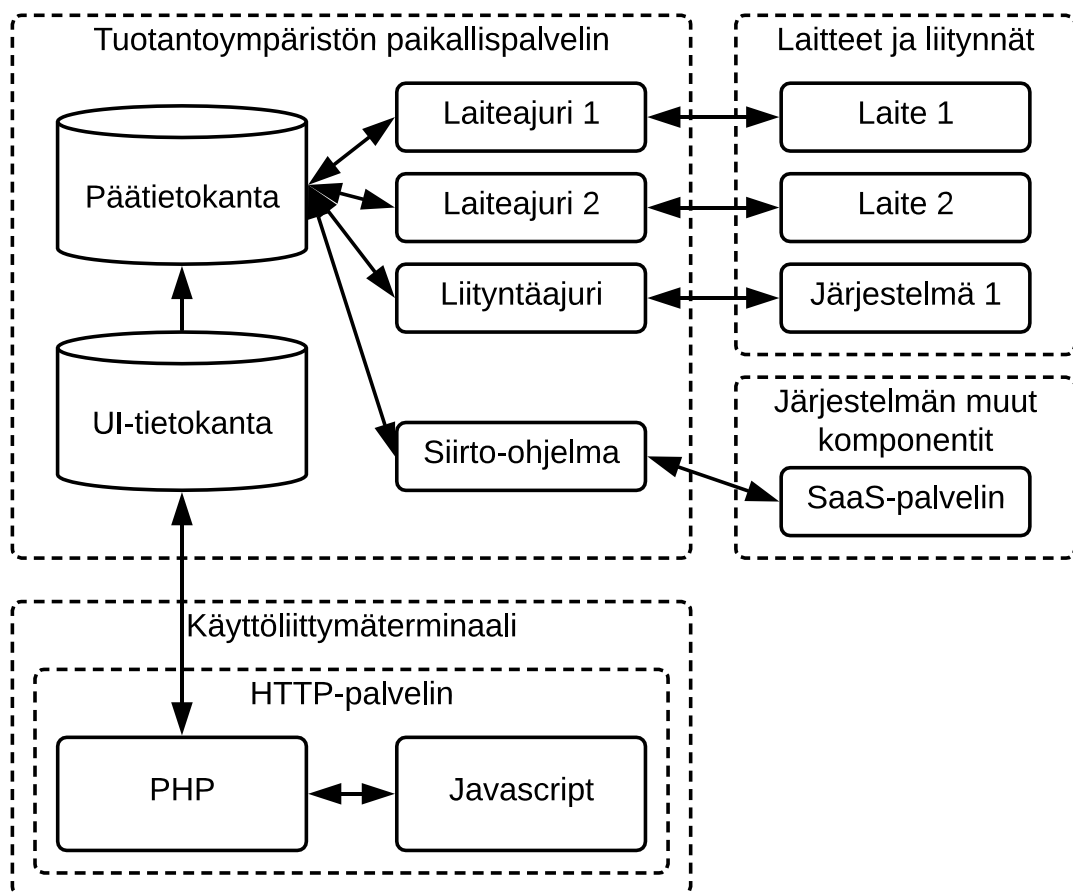 Tuotantoympäristön paikallispalvelin
Päätietokanta
UI-tietokanta
Laiteajuri 1
Laiteajuri 2
Liityntäajuri
Siirto-ohjelma
Laitteet ja liitynnät
Laite 1
Laite 2
Järjestelmä 1
Järjestelmän muut
komponentit
SaaS-palvelin
Käyttöliittymäterminaali
HTTP-palvelin
PHP
Javascript